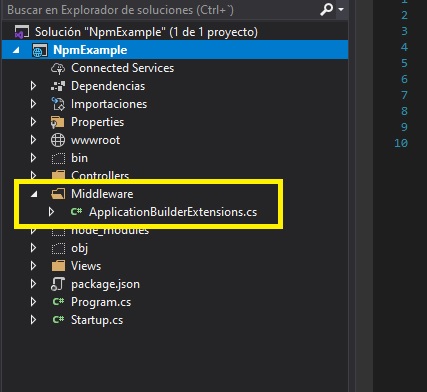 Buscar en Explorador de soluciones (Ctrl+¨)
Solución "NpmExample" (1 de 1 proyecto)
NpmExample
Connected Services
Dependencias
Importaciones
Properties
wwwroot
bin
Controllers
Middleware
C# ApplicationBuilderExtensions.cs
node_modules
obj
Views
package.json
C# Program.cs
C# Startup.cs
1
2
3
4
5
6
7
8
9
10